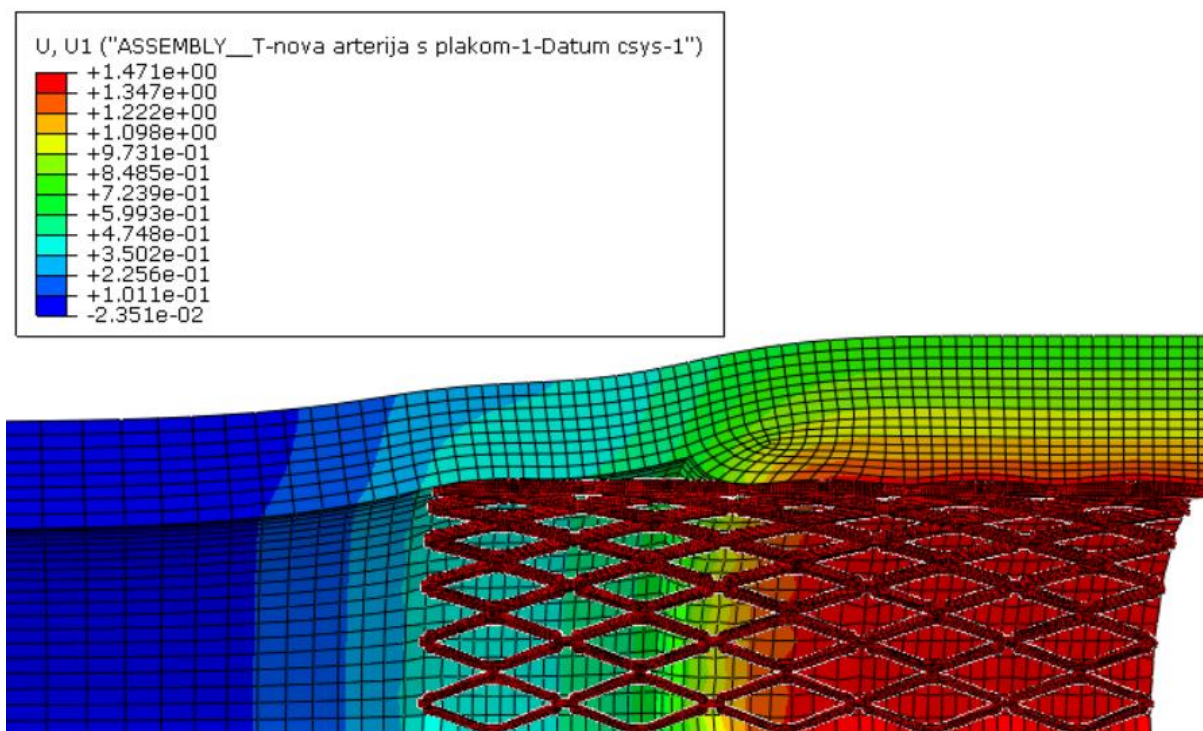 U, U1 ("ASSEMBLY__T-nova arterija s plakom-1-Datum csys-1")
+1.471e+00
+1.347e+00
+1.222e+00
+1.098e+00
+9.731e-01
+8.485e-01
+7.239e-01
+5.993e-01
+4.748e-01
+3.502e-01
+2.256e-01
+1.011e-01
-2.351e-02